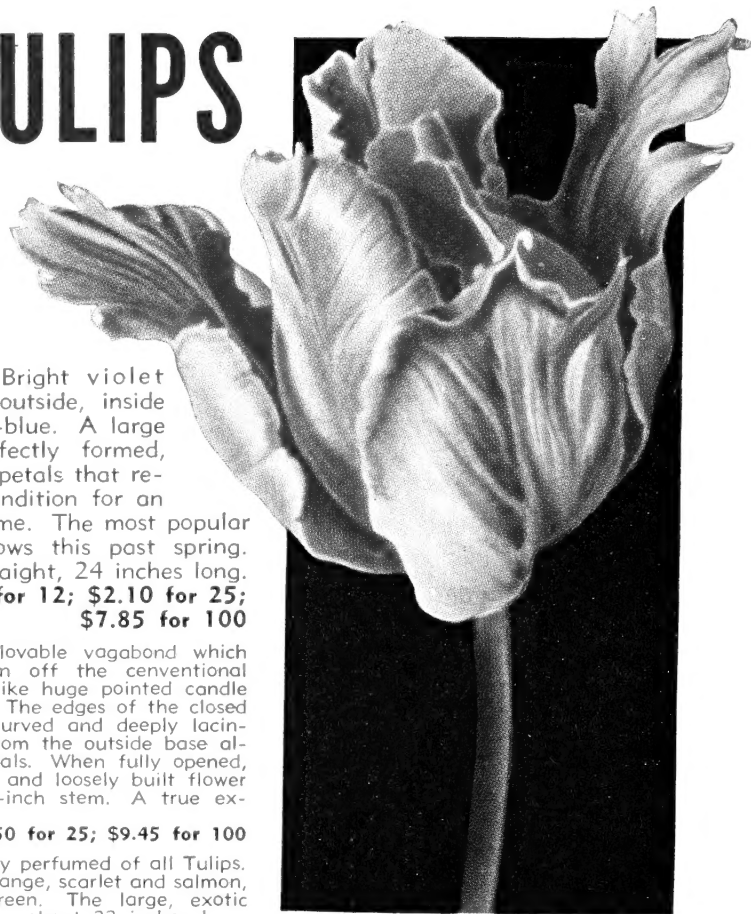 ULIPS
Bright violet
outside, inside
-blue. A large
fectly formed,
petals that re-
ndition for an
me. The most popular
ows this past spring.
aight, 24 inches long.
for 12; $2.10 for 25;
$7.85 for 100
lovable vagabond which
n off the cenventional
ike huge pointed candle
The edges of the closed
urved and deeply lacin-
om the outside base al-
als. When fully opened,
and loosely built flower
-inch stem. A true ex-
50 for 25; $9.45 for 100
y perfumed of all Tulips.
ange, scarlet and salmon,
reen. The large, exotic